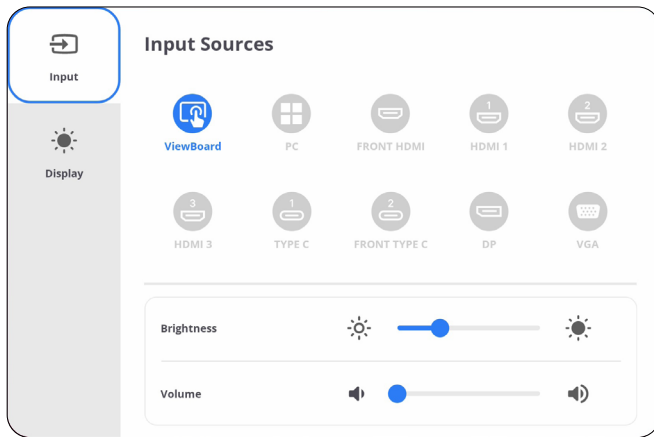 Input
Display
Input Sources
ViewBoard
PC
FRONT HDMI
1
HDMI 1
2
HDMI 2
3
HDMI 3
1
TYPE C
2
FRONT TYPE C
DP
VGA
Brightness
Volume